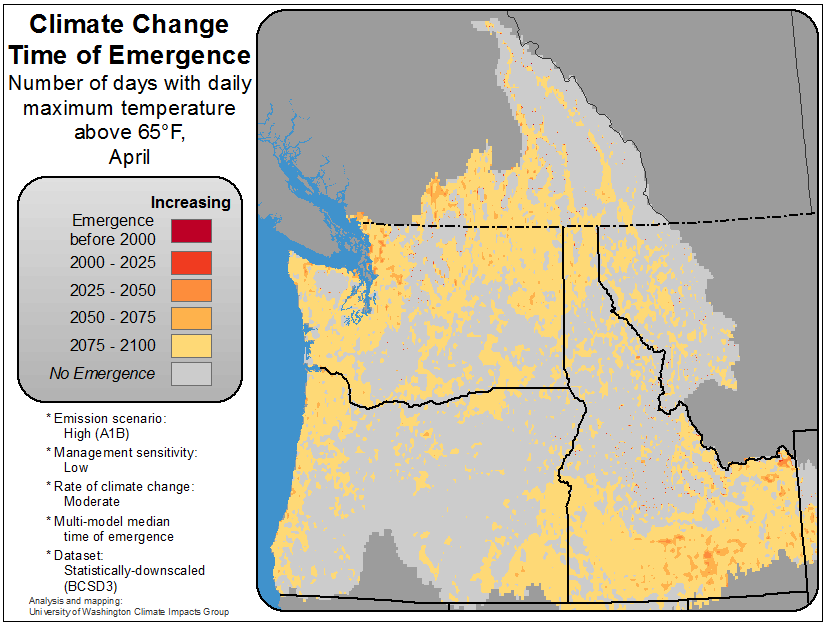 Climate Change
Time of Emergence
Number of days with daily
maximum temperature
above 65°F,
April
Increasing
Emergence
before 2000
2000 - 2025
2025 - 2050
2050 - 2075
2075 - 2100
No Emergence
* Emission scenario:
High (A1B)
* Management sensitivity:
Low
* Rate of climate change:
Moderate
* Multi-model median
time of emergence
* Dataset:
Statistically-downscaled
(BCSD3)
Analysis and mapping:
University of Washington Climate Impacts Group